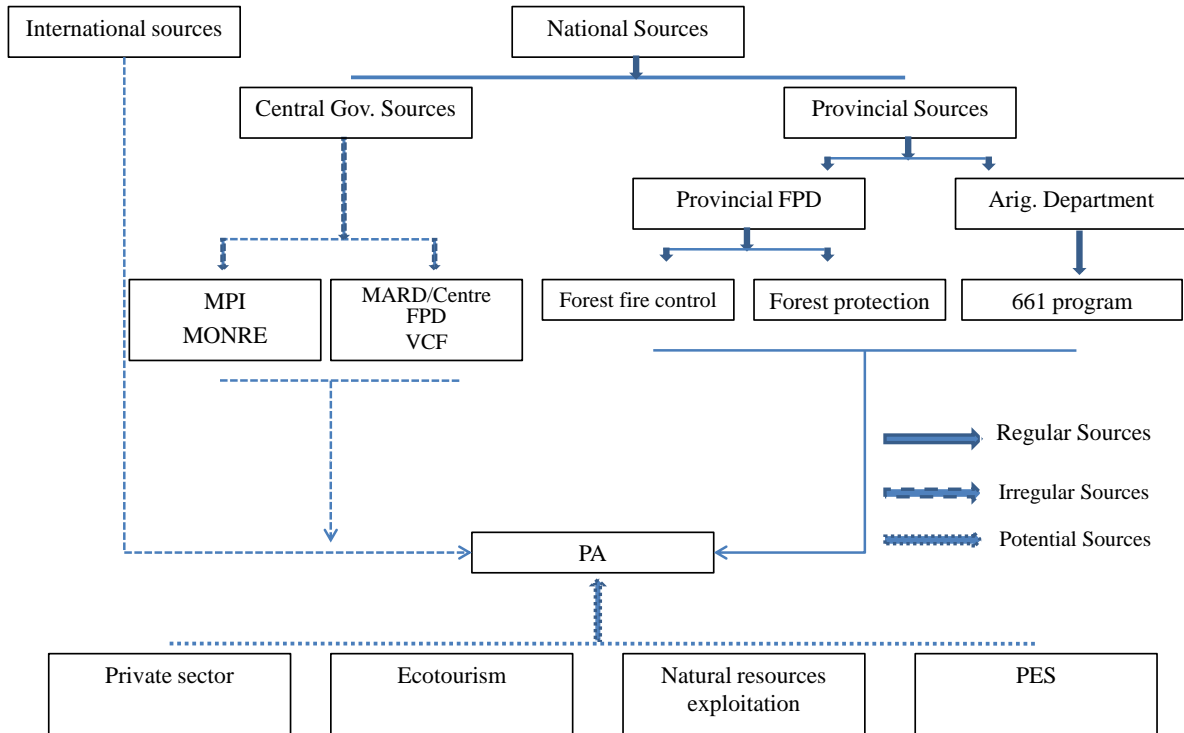 International sources
National Sources
Central Gov. Sources
Provincial Sources
Provincial FPD
Arig. Department
MPI
MONRE
MARD/Centre
FPD
VCF
Forest fire control
Forest protection
661 program
Regular Sources
Irregular Sources
Potential Sources
PA
Private sector
Ecotourism
Natural resources
exploitation
PES